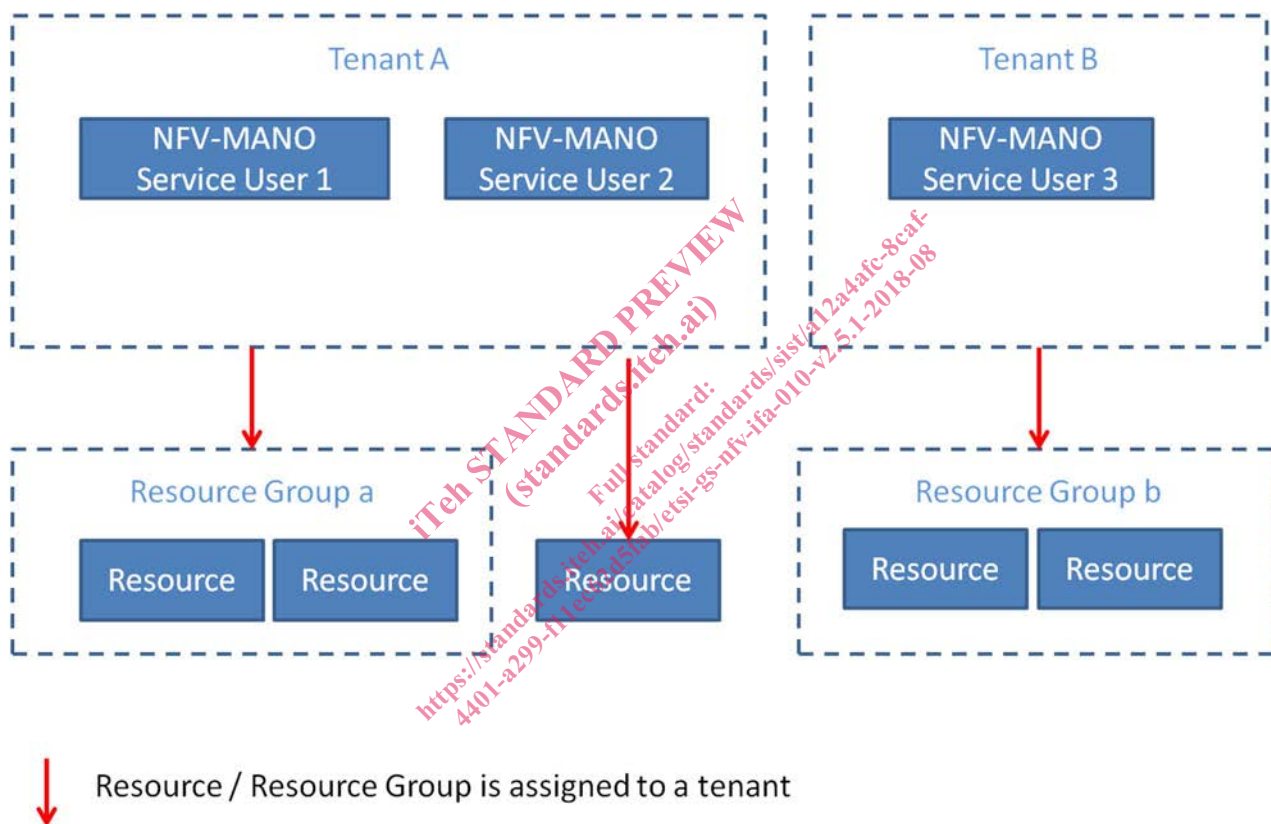 Tenant A
Tenant B
NFV-MANO
Service User 1
NFV-MANO
Service User 2
NFV-MANO
Service User 3
iTeh STANDARD PREVIEW
(standards.iteh.ai)
Full standard:
https://standards.iteh.ai/catalog/standards/sist/a12a4afc-8caf-
4401-a299-f11ec62d5fab/etsi-gs-nfv-ifa-010-v2.5.1-2018-08
Resource Group a
Resource Group b
Resource
Resource
Resource
Resource
Resource
Resource / Resource Group is assigned to a tenant